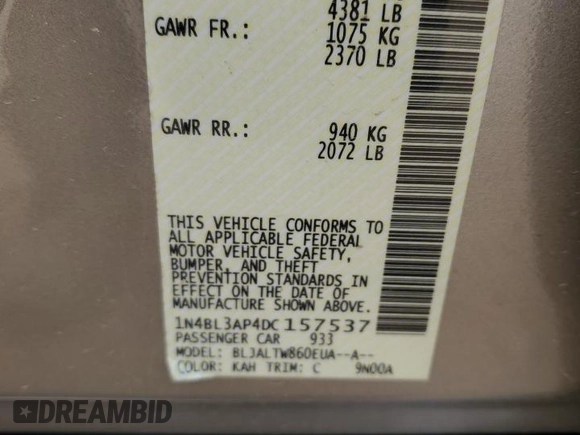 4381 LB
GAWR FR.: 1075 KG
2370 LB
GAWR RR.: 940 KG
2072 LB
THIS VEHICLE CONFORMS TO
ALL APPLICABLE FEDERAL
MOTOR VEHICLE SAFETY,
BUMPER, AND THEFT
PREVENTION STANDARDS IN
EFFECT ON THE DATE OF
MANUFACTURE SHOWN ABOVE.
1N4BL3AP4DC157537
PASSENGER CAR 933
MODEL: BLJALTW860EUA--A--
COLOR: KAH TRIM: C 9N00A
DREAMBID